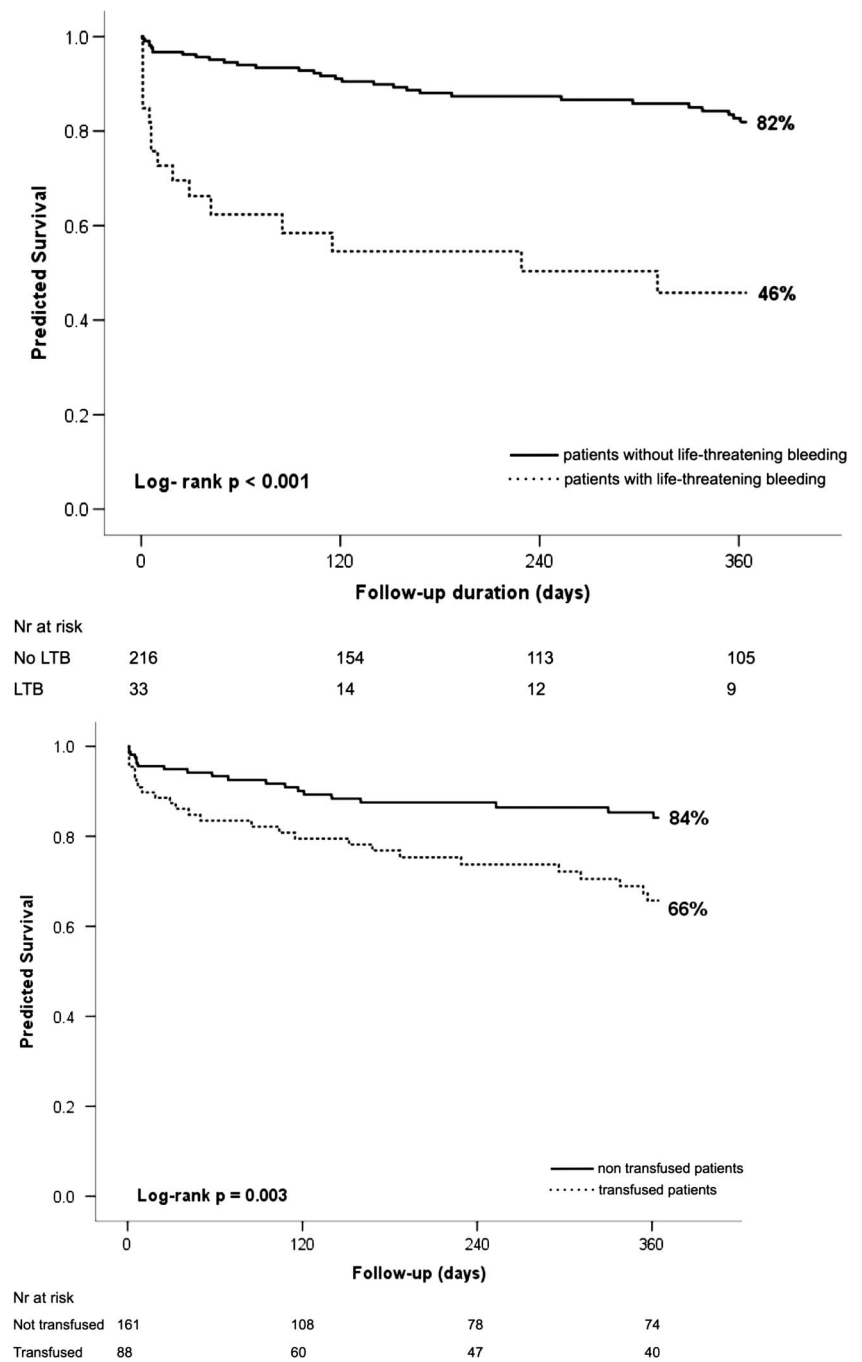 1.0
0.8
0.6
0.4
0.2
0.0
Predicted Survival
82%
46%
patients without life-threatening bleeding
patients with life-threatening bleeding
Log- rank p < 0.001
0 120 240 360
Follow-up duration (days)
Nr at risk
No LTB 216 154 113 105
LTB 33 14 12 9
1.0
0.8
0.6
0.4
0.2
0.0
Predicted Survival
84%
66%
non transfused patients
transfused patients
Log-rank p = 0.003
0 120 240 360
Follow-up (days)
Nr at risk
Not transfused 161 108 78 74
Transfused 88 60 47 40